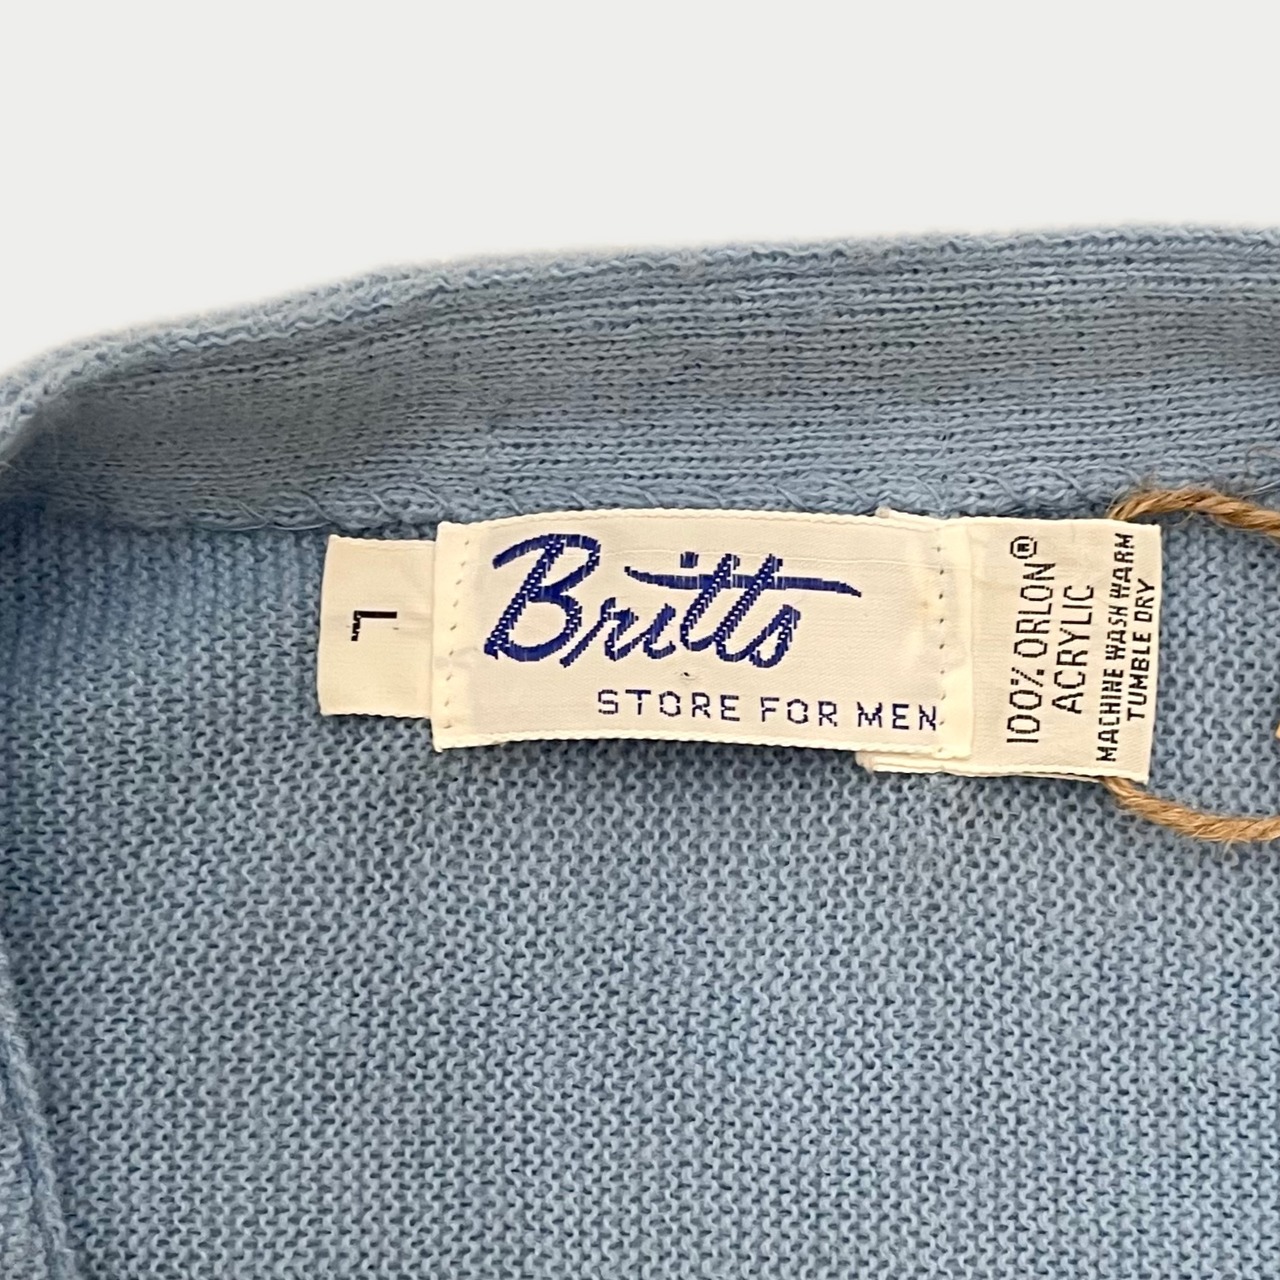 L
Britts
STORE FOR MEN
100% ORLON®
ACRYLIC
MACHINE WASH WARM
TUMBLE DRY